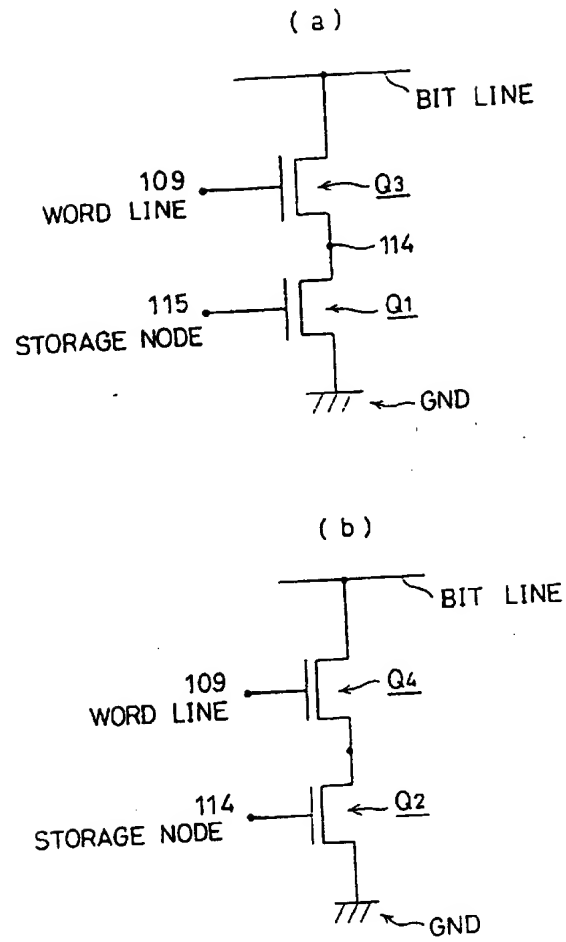 (a)
BIT LINE
109
WORD LINE
Q3
114
115
STORAGE NODE
Q1
GND
(b)
BIT LINE
109
WORD LINE
Q4
114
STORAGE NODE
Q2
GND